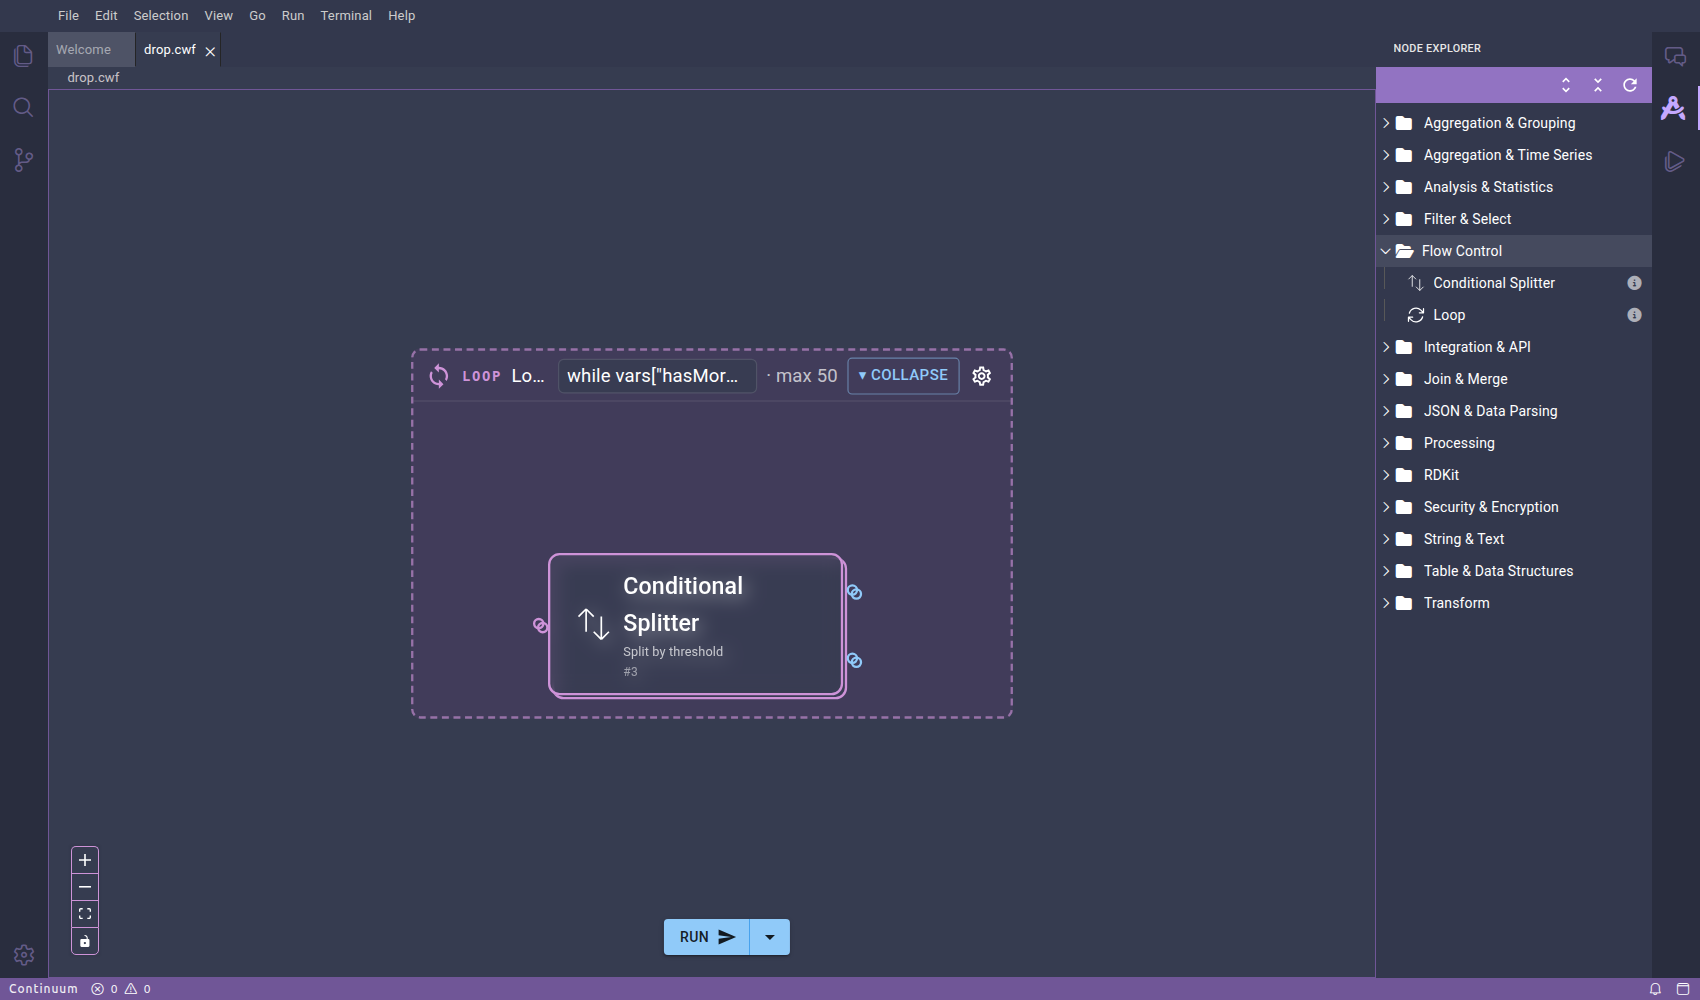 File Edit Selection View Go Run Terminal Help
Welcome
drop.cwf
drop.cwf
NODE EXPLORER
Aggregation & Grouping
Aggregation & Time Series
Analysis & Statistics
Filter & Select
Flow Control
Conditional Splitter
Loop
Integration & API
Join & Merge
JSON & Data Parsing
Processing
RDKit
Security & Encryption
String & Text
Table & Data Structures
Transform
LOOP Lo... while vars["hasMor... · max 50 ▾ COLLAPSE
Conditional
Splitter
Split by threshold
#3
RUN
Continuum 0 0